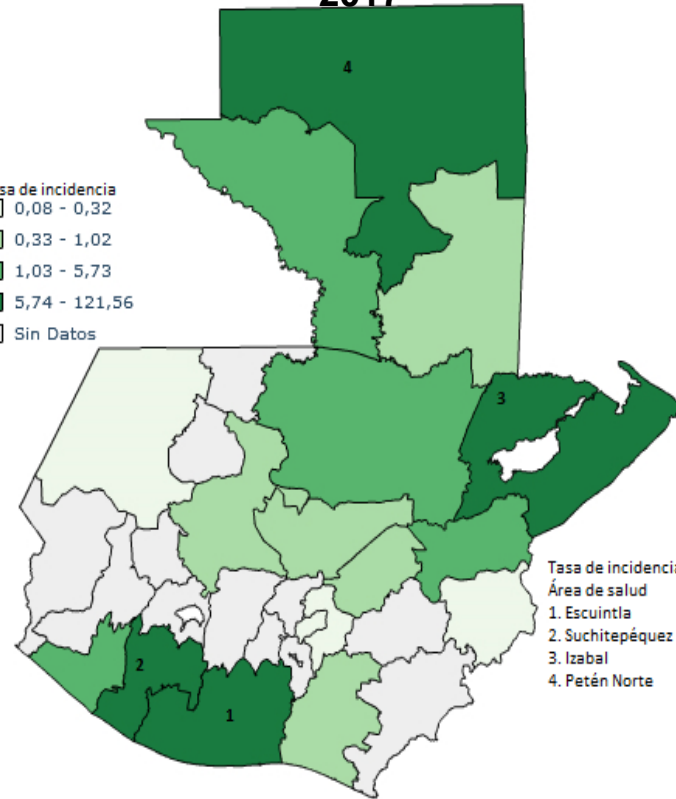 4
0,08 - 0,32
de incidencia
0,33 - 1,02
1,03 - 5,73
5,74 - 121,56
Sin Datos
3
Tasa de
Área de salud
1. Escuintla
2. Suchitepéquez
3. Izabal
4. Petén Norte
2
1